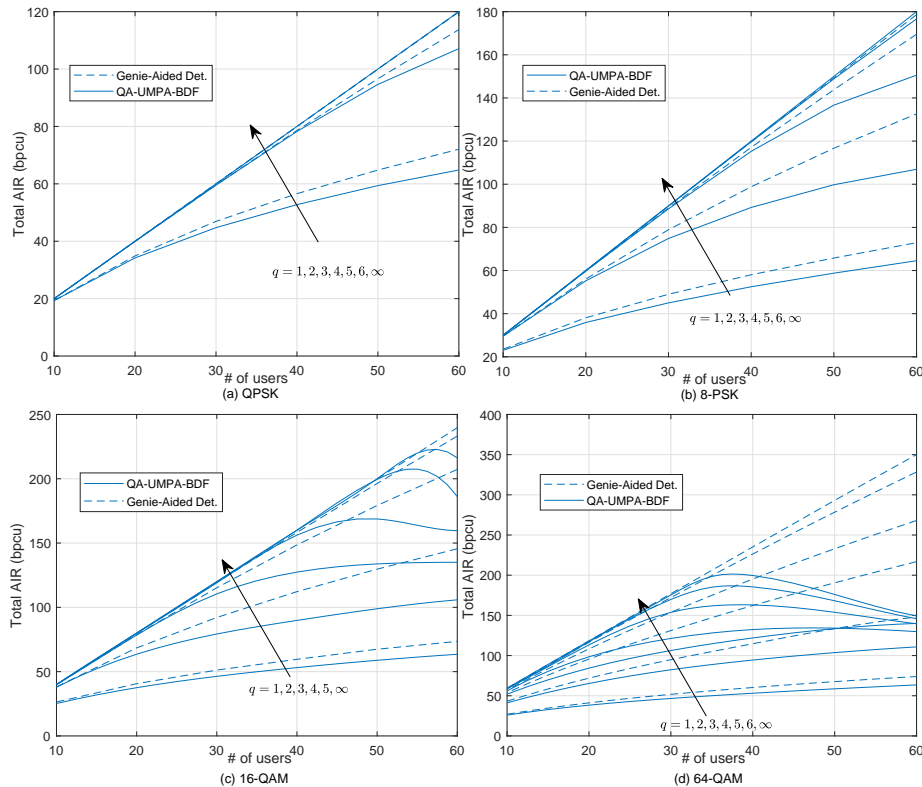 120
100
80
60
40
20
0
Total AIR (bpcu)
Genie-Aided Det.
QA-UMPA-BDF
q = 1, 2, 3, 4, 5, 6, ∞
10 20 30 40 50 60
# of users
(a) QPSK
180
160
140
120
100
80
60
40
20
Total AIR (bpcu)
QA-UMPA-BDF
Genie-Aided Det.
q = 1, 2, 3, 4, 5, 6, ∞
10 20 30 40 50 60
# of users
(b) 8-PSK
250
200
150
100
50
0
Total AIR (bpcu)
QA-UMPA-BDF
Genie-Aided Det.
q = 1, 2, 3, 4, 5, ∞
10 20 30 40 50 60
# of users
(c) 16-QAM
400
350
300
250
200
150
100
50
0
Total AIR (bpcu)
Genie-Aided Det.
QA-UMPA-BDF
q = 1, 2, 3, 4, 5, 6, ∞
10 20 30 40 50 60
# of users
(d) 64-QAM